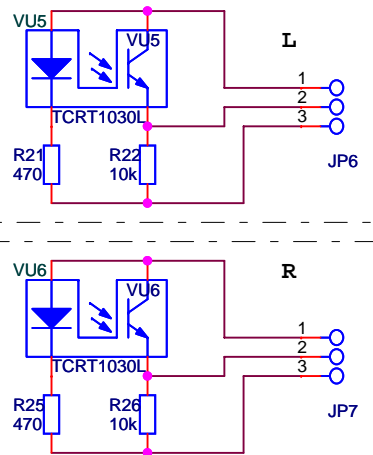 VU5
VU5
L
1
2
3
TCRT1030L
R21
470
R22
10k
JP6
VU6
VU6
R
1
2
3
TCRT1030L
R25
470
R26
10k
JP7